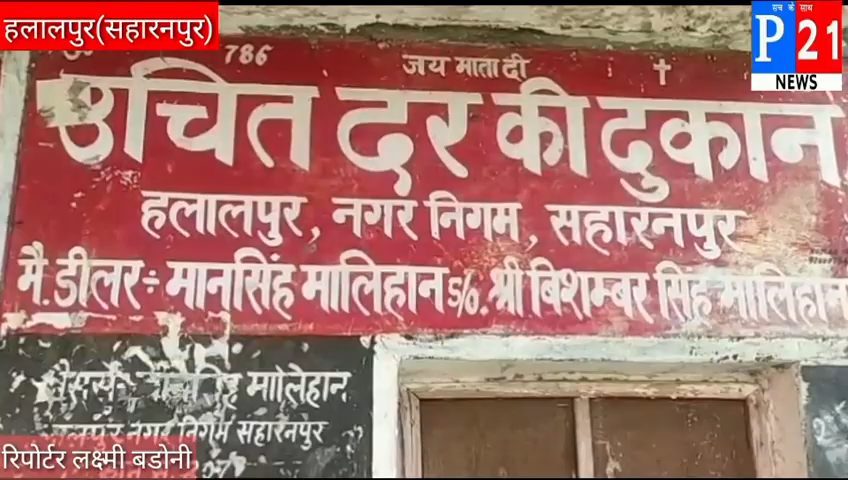 हलालपुर(सहारनपुर)
सच के साथ
P 21
NEWS
ॐ 786 जय माता दी
उचित दर की दुकान
हलालपुर, नगर निगम, सहारनपुर
मै. डीलर ÷ मानसिंह मालिहान S/o. श्री बिशम्बर सिंह मालिहान
सिंह मालिहान
नगर निगम सहारनपुर
रिपोर्टर लक्ष्मी बडोनी